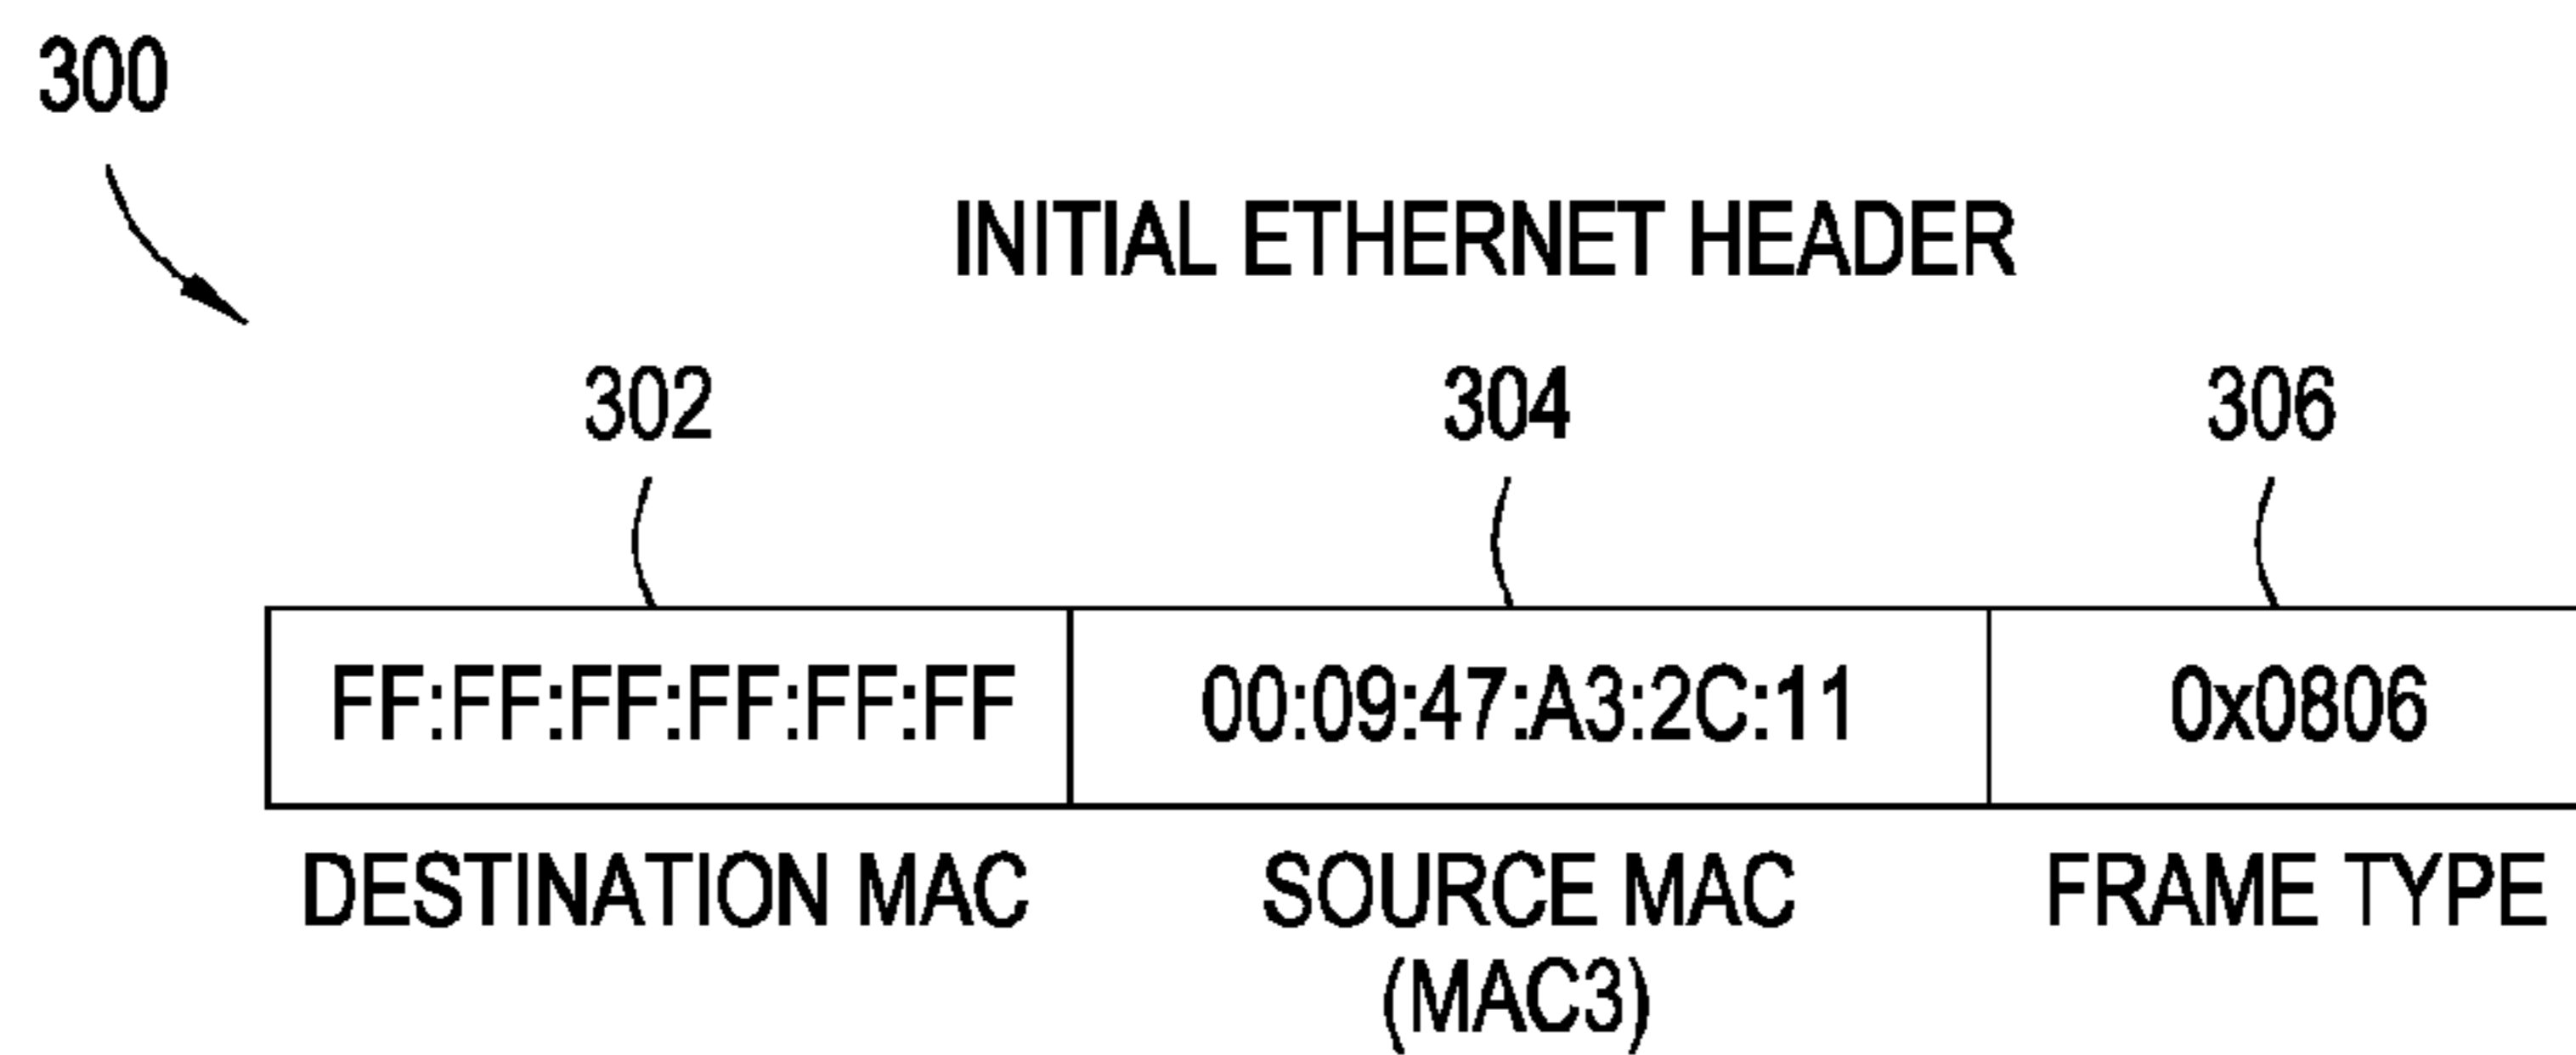 300
INITIAL ETHERNET HEADER
302 304 306
FF:FF:FF:FF:FF:FF 00:09:47:A3:2C:11 0x0806
DESTINATION MAC SOURCE MAC FRAME TYPE
(MAC3)